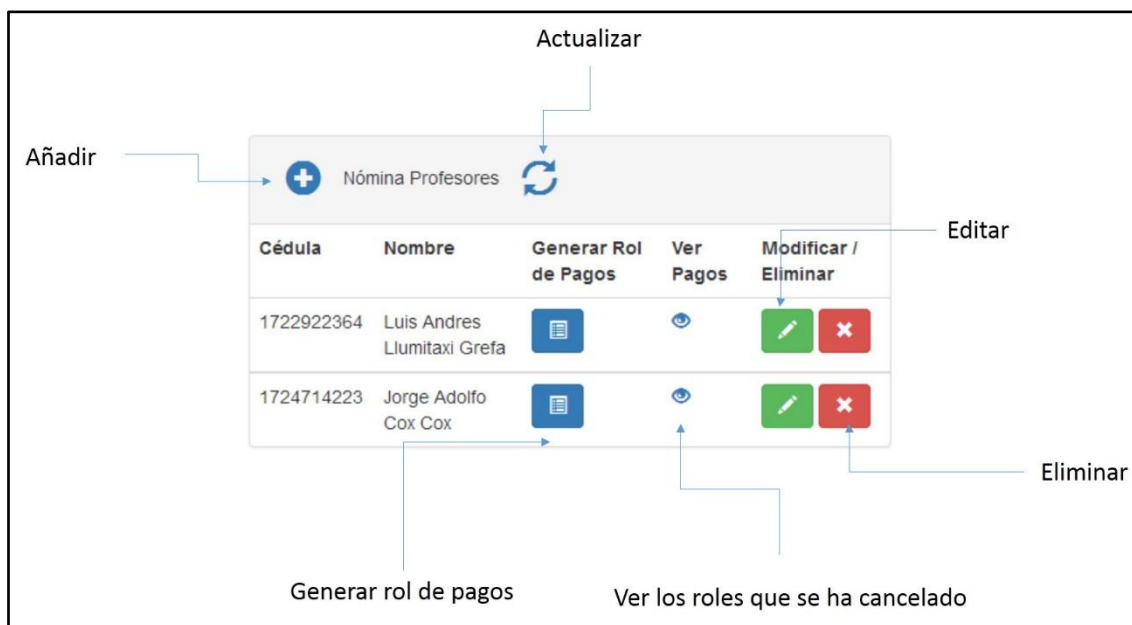 Actualizar
Añadir
Nómina Profesores
Editar
Cédula Nombre Generar Rol Ver Modificar /
de Pagos Pagos Eliminar
1722922364 Luis Andres
Llumitaxi Grefa
1724714223 Jorge Adolfo
Cox Cox
Eliminar
Generar rol de pagos
Ver los roles que se ha cancelado